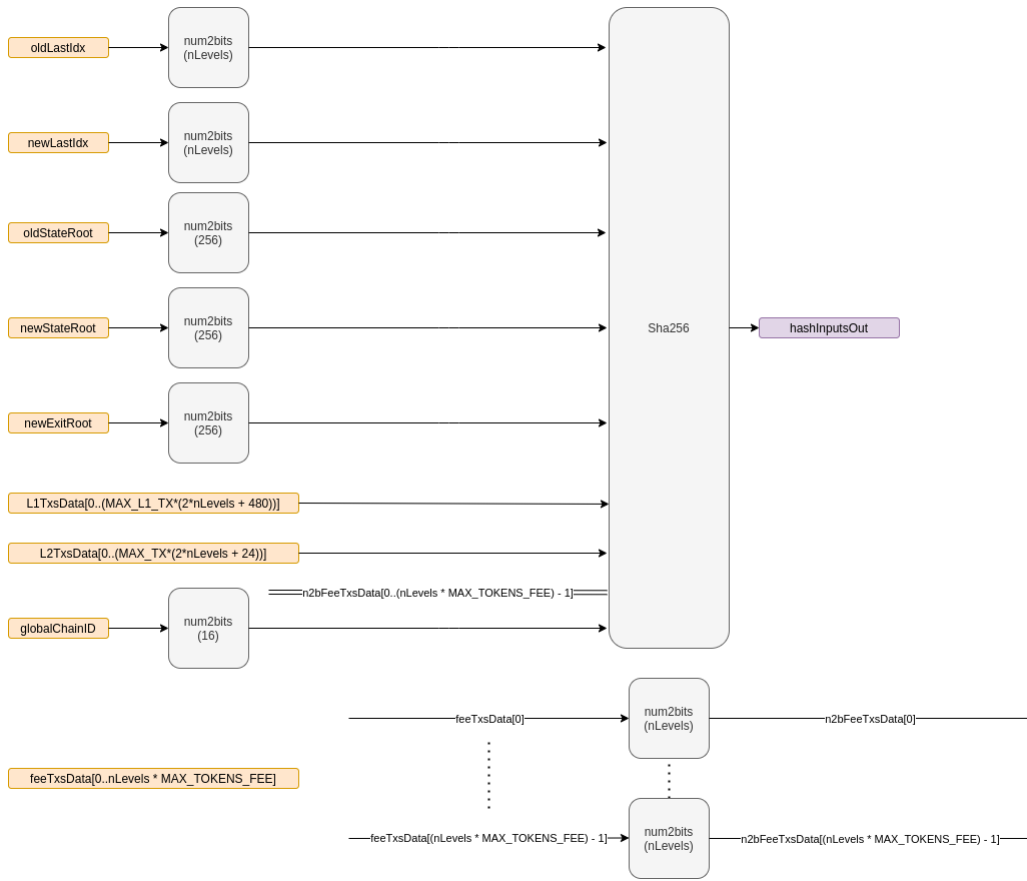 oldLastIdx
num2bits
(nLevels)
newLastIdx
num2bits
(nLevels)
oldStateRoot
num2bits
(256)
newStateRoot
num2bits
(256)
Sha256
hashInputsOut
newExitRoot
num2bits
(256)
L1TxsData[0..(MAX_L1_TX*(2*nLevels + 480))]
L2TxsData[0..(MAX_TX*(2*nLevels + 24))]
n2bFeeTxsData[0..(nLevels * MAX_TOKENS_FEE) - 1]
globalChainID
num2bits
(16)
feeTxsData[0]
num2bits
(nLevels)
n2bFeeTxsData[0]
feeTxsData[0..nLevels * MAX_TOKENS_FEE]
feeTxsData[(nLevels * MAX_TOKENS_FEE) - 1]
num2bits
(nLevels)
n2bFeeTxsData[(nLevels * MAX_TOKENS_FEE) - 1]